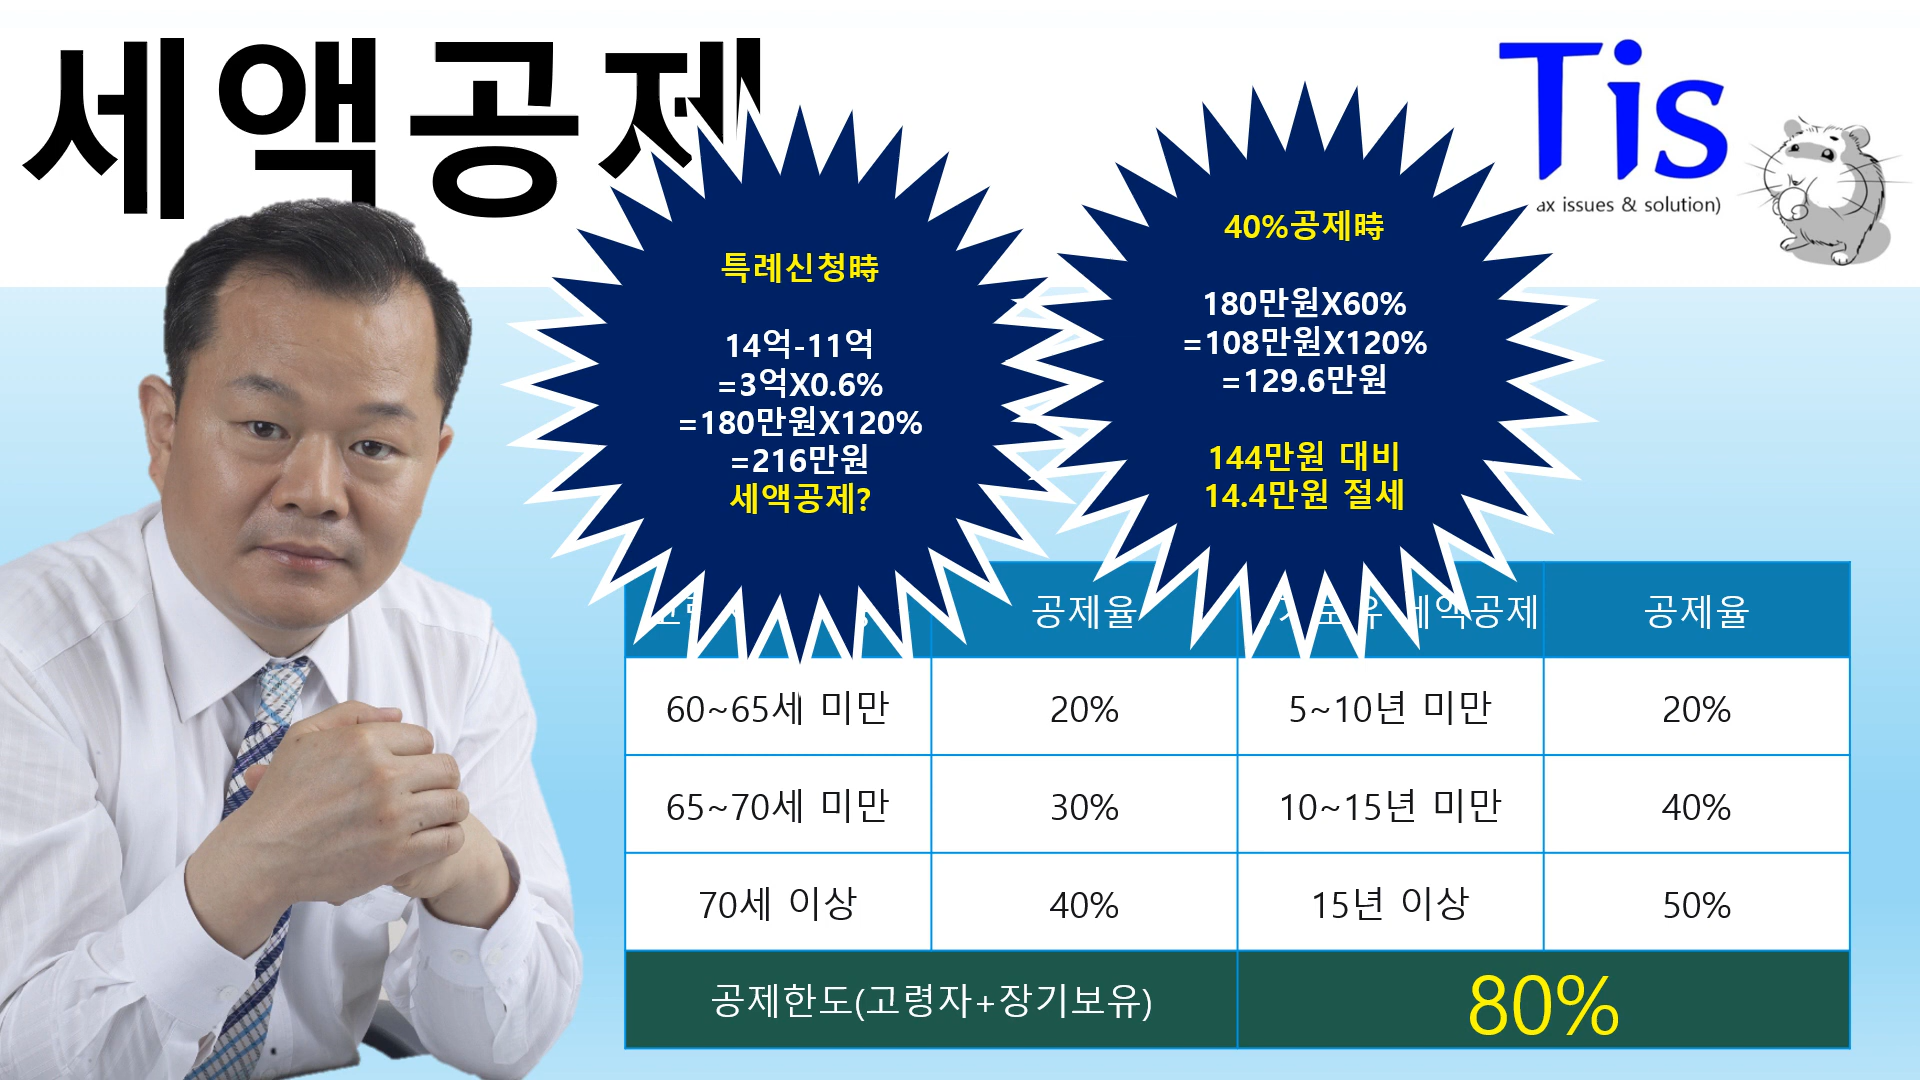 세액공제
Tis
ax issues & solution)
특례신청時
14억-11억
=3억X0.6%
=180만원X120%
=216만원
세액공제?
40%공제時
180만원X60%
=108만원X120%
=129.6만원
144만원 대비
14.4만원 절세
공제율 세액공제 공제율
60~65세 미만 20% 5~10년 미만 20%
65~70세 미만 30% 10~15년 미만 40%
70세 이상 40% 15년 이상 50%
공제한도(고령자+장기보유) 80%